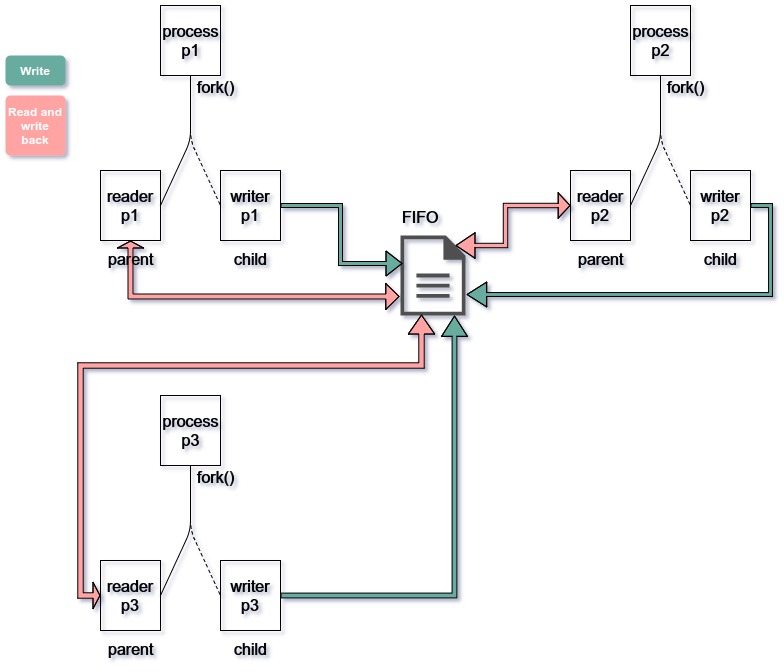 process
p1
fork()
reader
p1
parent
writer
p1
child
Write
Read and
write
back
FIFO
process
p2
fork()
reader
p2
parent
writer
p2
child
process
p3
fork()
reader
p3
parent
writer
p3
child